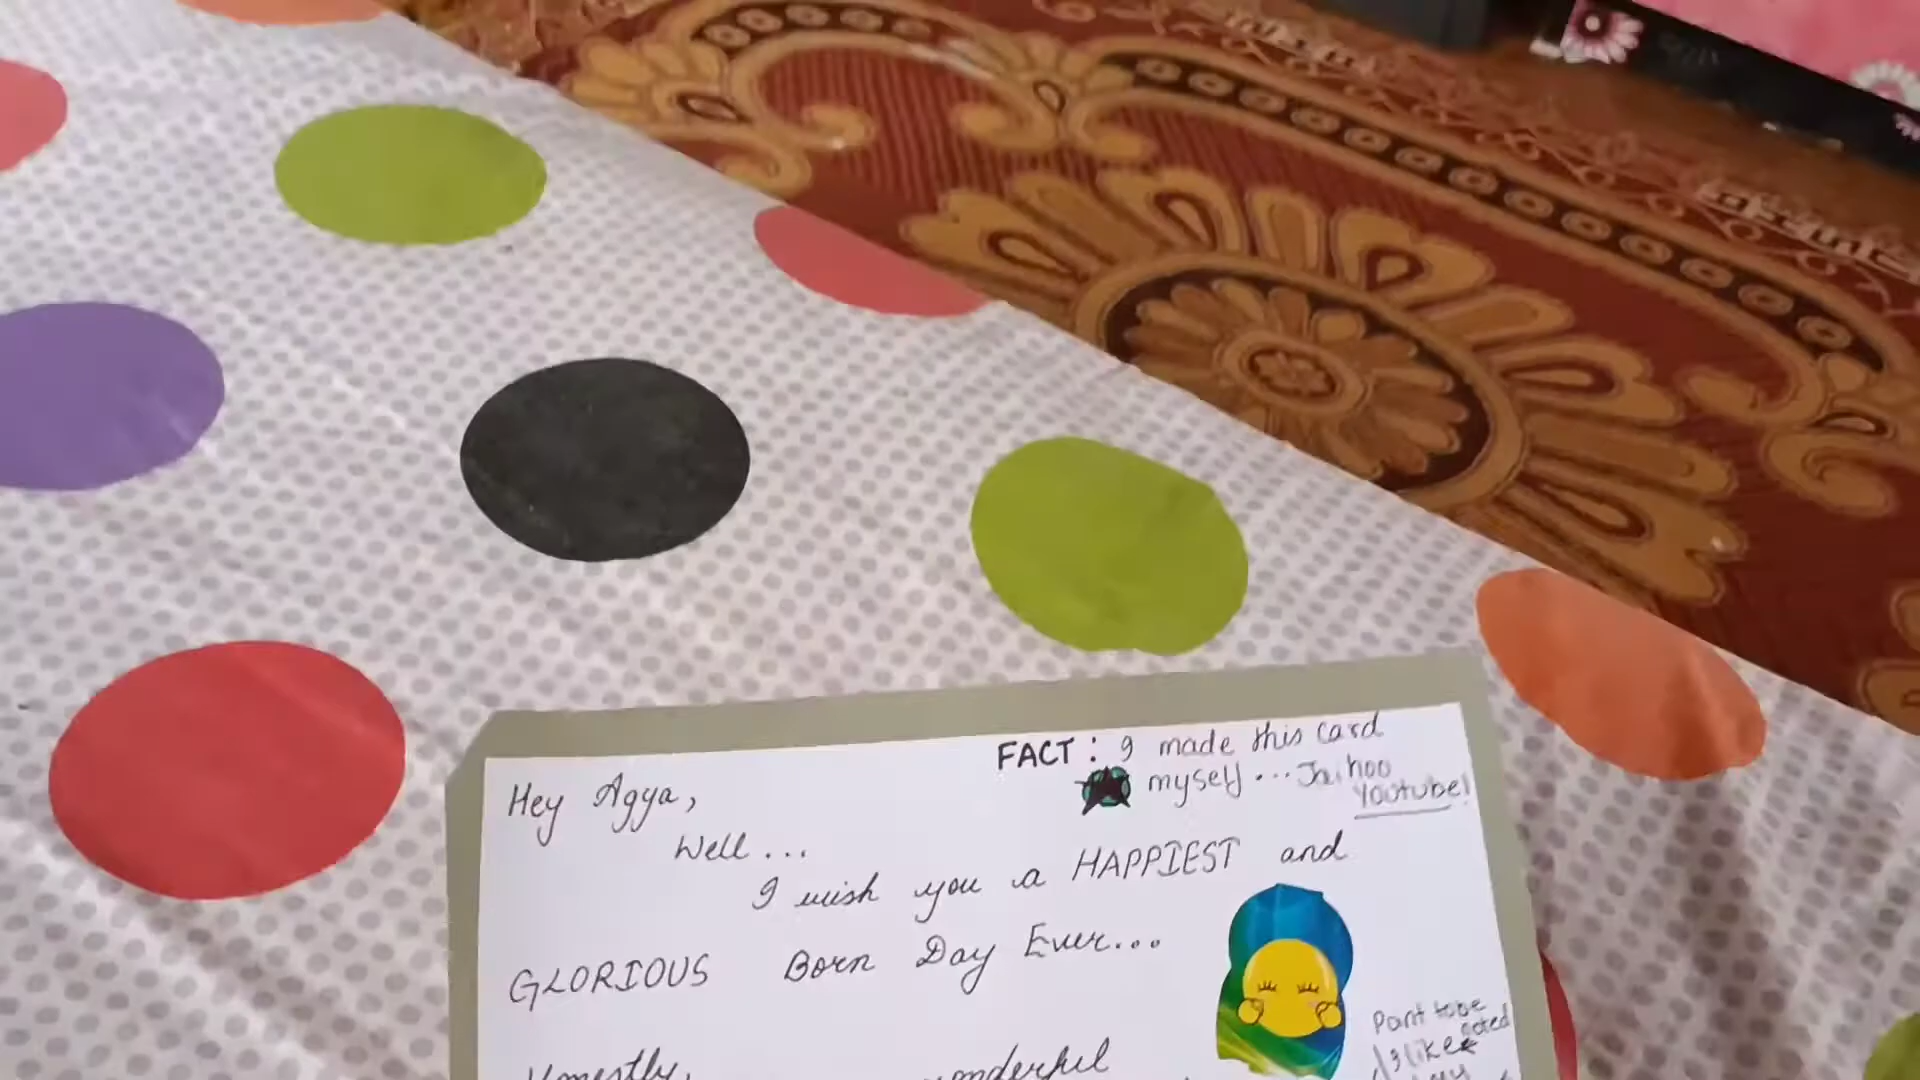 FACT : I made this card
myself ... Jai hoo
Youtube!
Hey Agya,
Well ...
I wish you a HAPPIEST and
GLORIOUS Born Day Ever...
Point to be
noted
I like
Honestly,